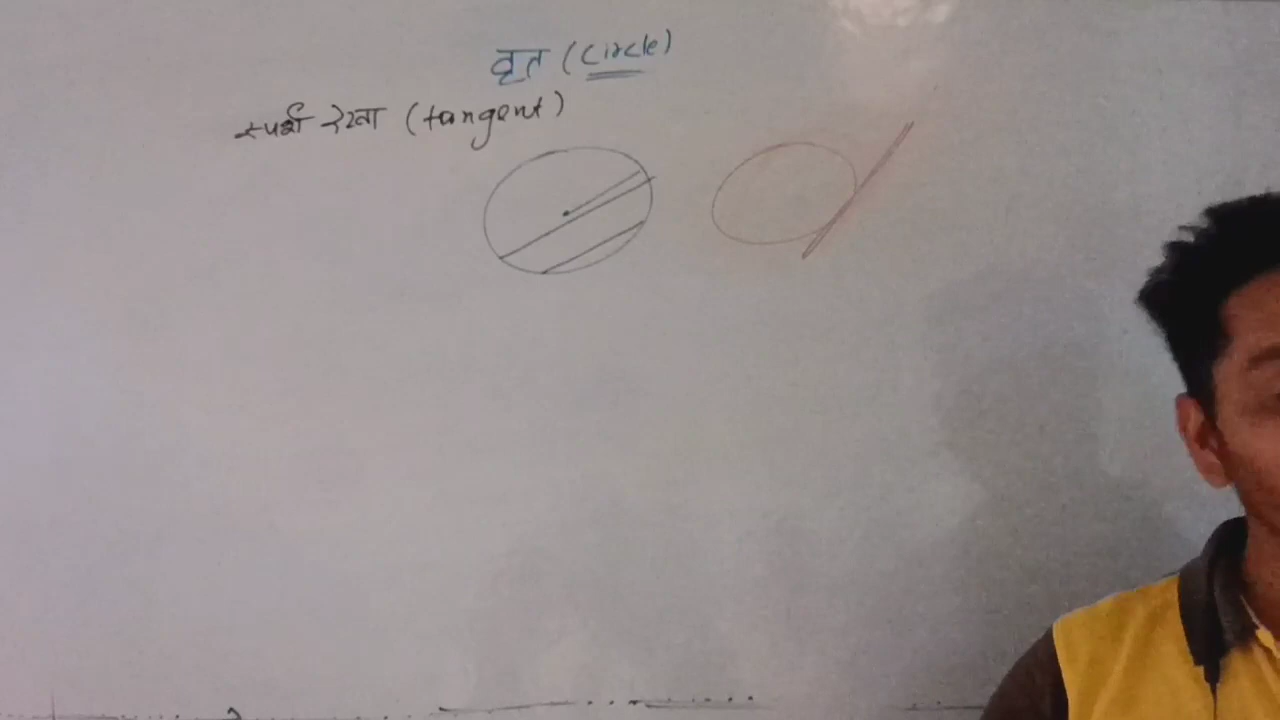 वृत (circle)
स्पर्श रेखा (tangent)